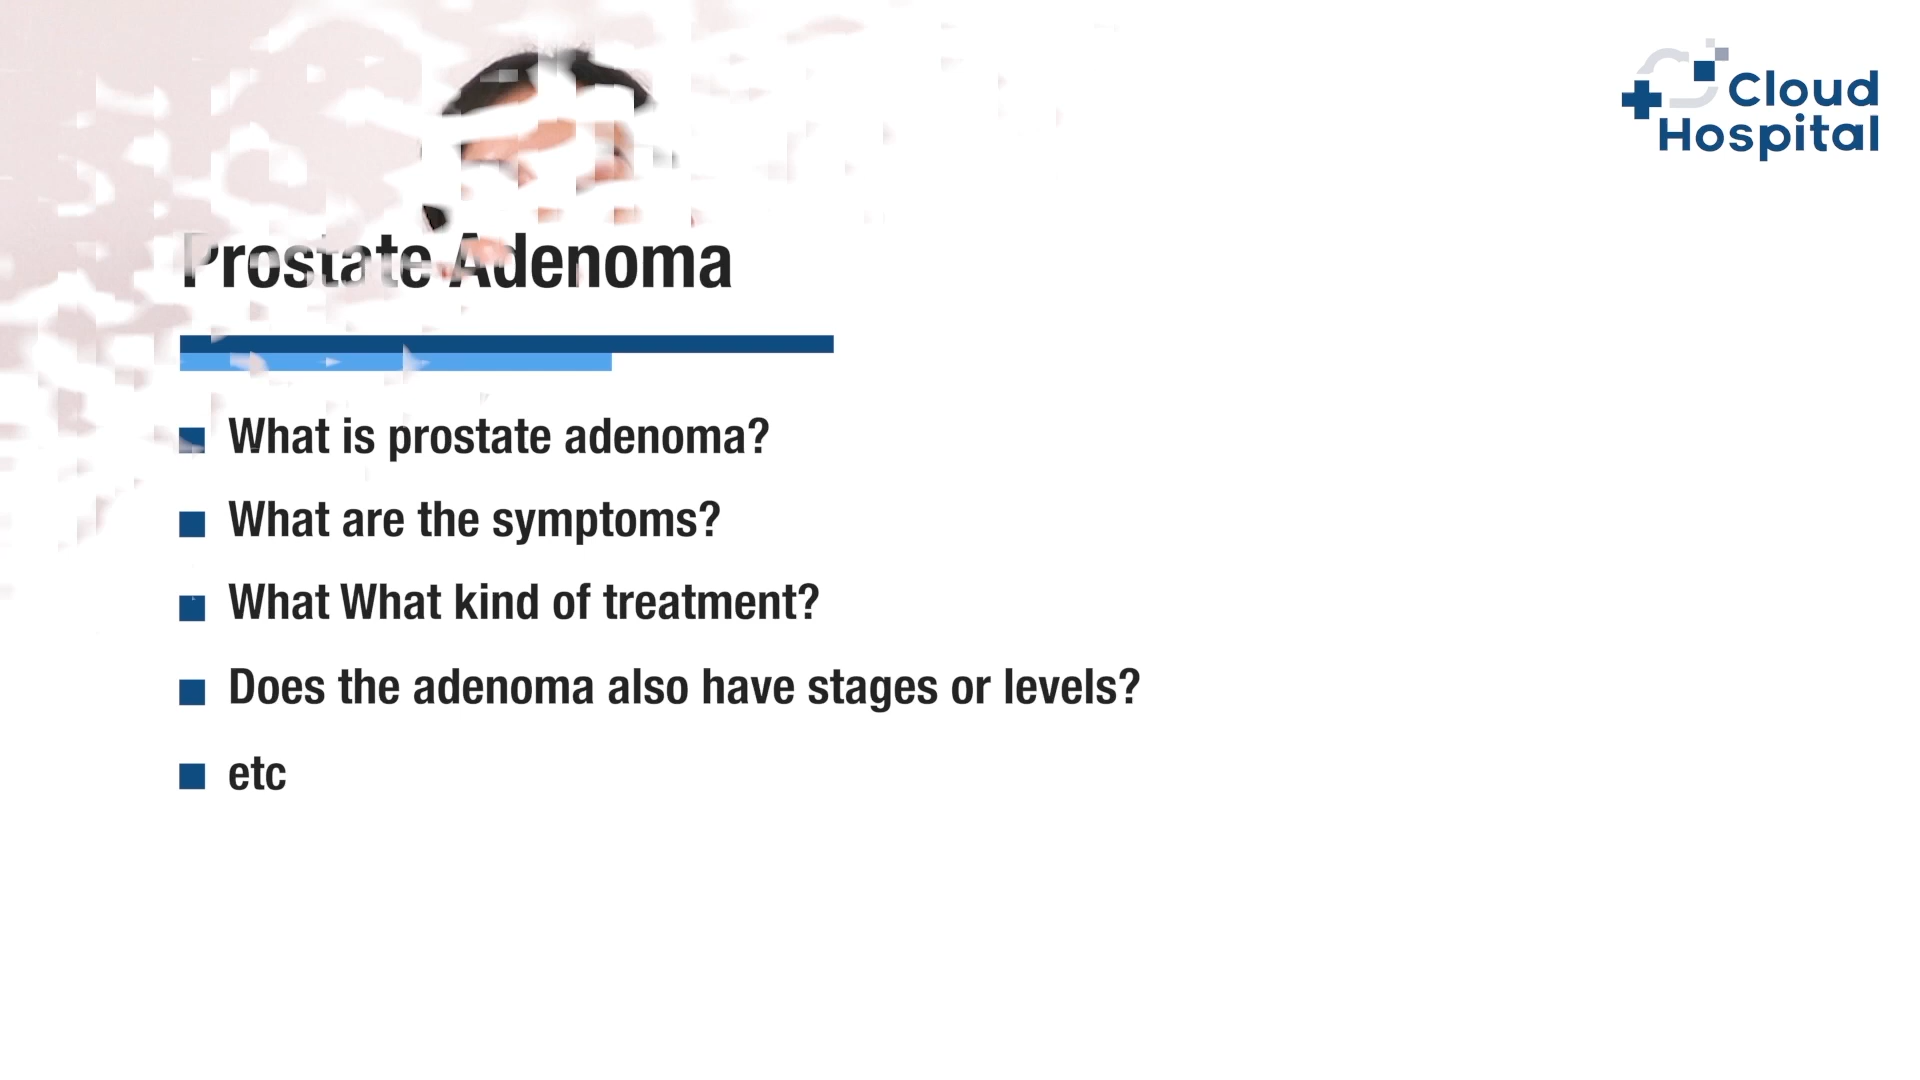 Cloud
Hospital
Prostate Adenoma
What is prostate adenoma?
What are the symptoms?
What What kind of treatment?
Does the adenoma also have stages or levels?
etc